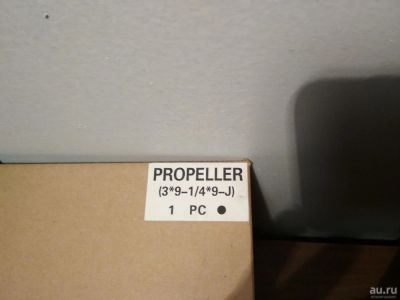 PROPELLER
(3*9-1/4*9-J)
1 PC ●
au.ru